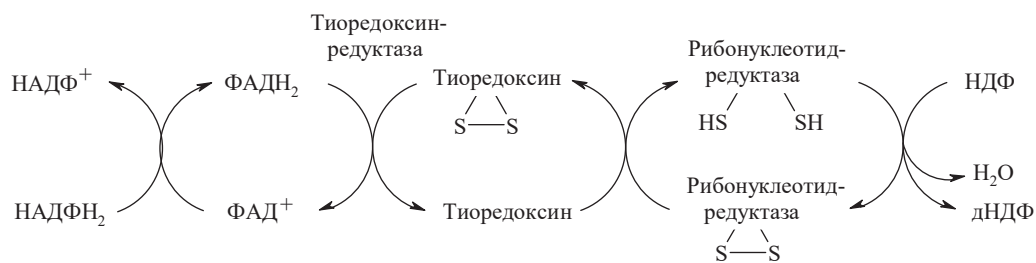 Тиоредоксин-
редуктаза
НАДФ⁺
ФАДН₂
Тиоредоксин
S S
Рибонуклеотид-
редуктаза
HS SH
НДФ
H₂O
НАДФН₂
ФАД⁺
Тиоредоксин
Рибонуклеотид-
редуктаза
S S
дНДФ